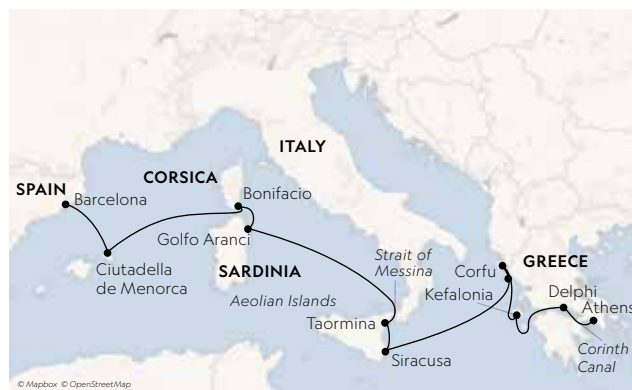 ITALY
CORSICA
SPAIN
Barcelona
Bonifacio
Golfo Aranci
Ciutadella
de Menorca
SARDINIA
Aeolian Islands
Strait of
Messina
Corfu
GREECE
Kefalonia
Delphi
Athens
Taormina
Siracusa
Corinth
Canal
© Mapbox © OpenStreetMap